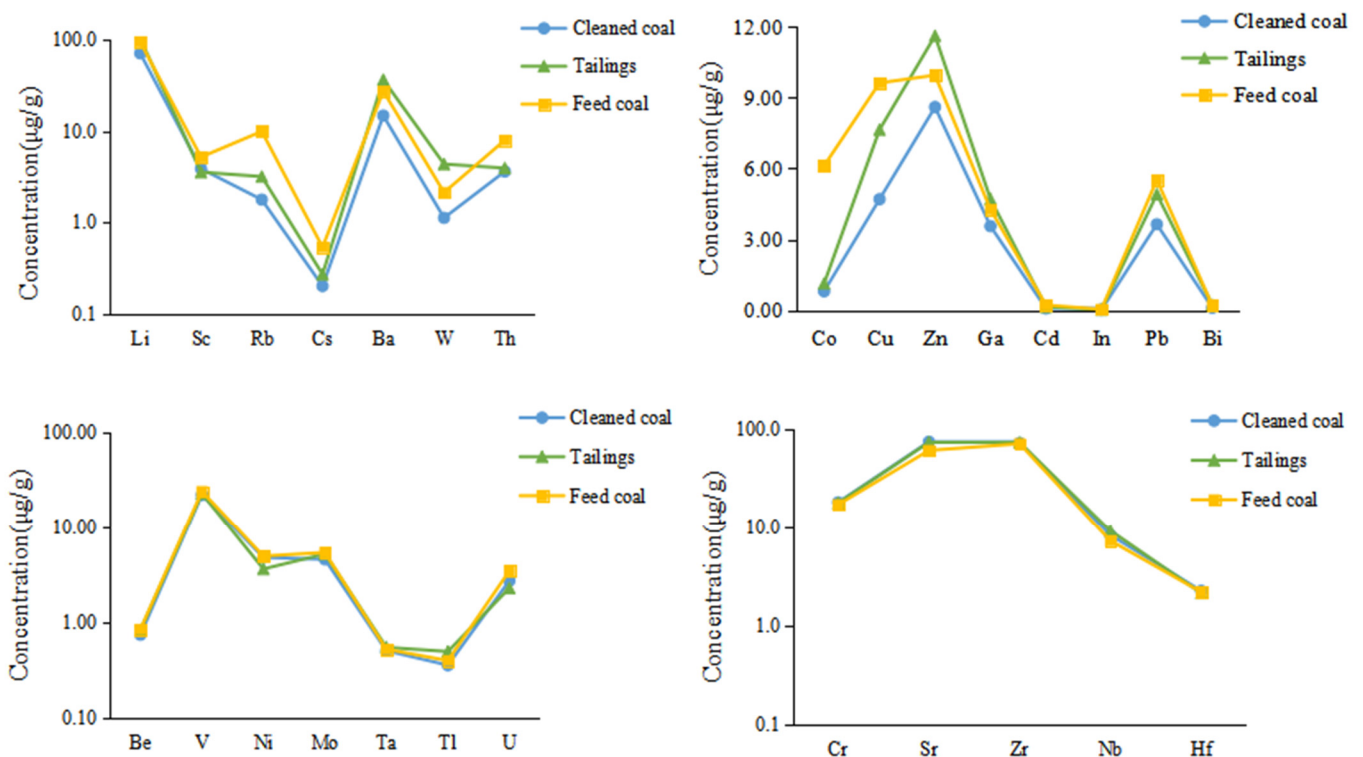 Cleaned coal
Tailings
Feed coal
Concentration(μg/g)
100.0
10.0
1.0
0.1
Li Sc Rb Cs Ba W Th
Cleaned coal
Tailings
Feed coal
Concentration(μg/g)
12.00
9.00
6.00
3.00
0.00
Co Cu Zn Ga Cd In Pb Bi
Cleaned coal
Tailings
Feed coal
Concentration(μg/g)
100.00
10.00
1.00
0.10
Be V Ni Mo Ta Tl U
Cleaned coal
Tailings
Feed coal
Concentration(μg/g)
100.0
10.0
1.0
0.1
Cr Sr Zr Nb Hf